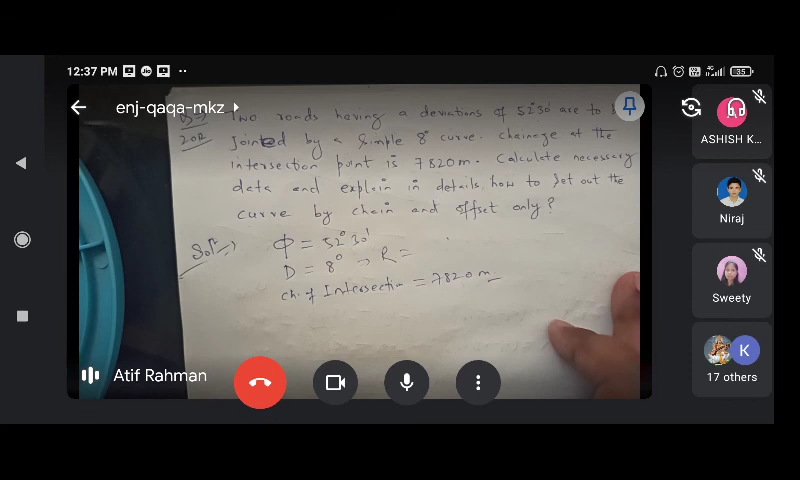 12:37 PM
35
enj-qaqa-mkz
Two roads having a deviations of 52°30' are to
Jointed by a Simple 8° curve. chainage at the
Intersection point is 7820m. Calculate necessary
data and explain in details how to set out the
curve by chain and offset only?
Solⁿ =>
Φ = 52°30'
D = 8° → R =
Ch. of Intersection = 7820 m
Atif Rahman
ASHISH K...
Niraj
Sweety
K
17 others